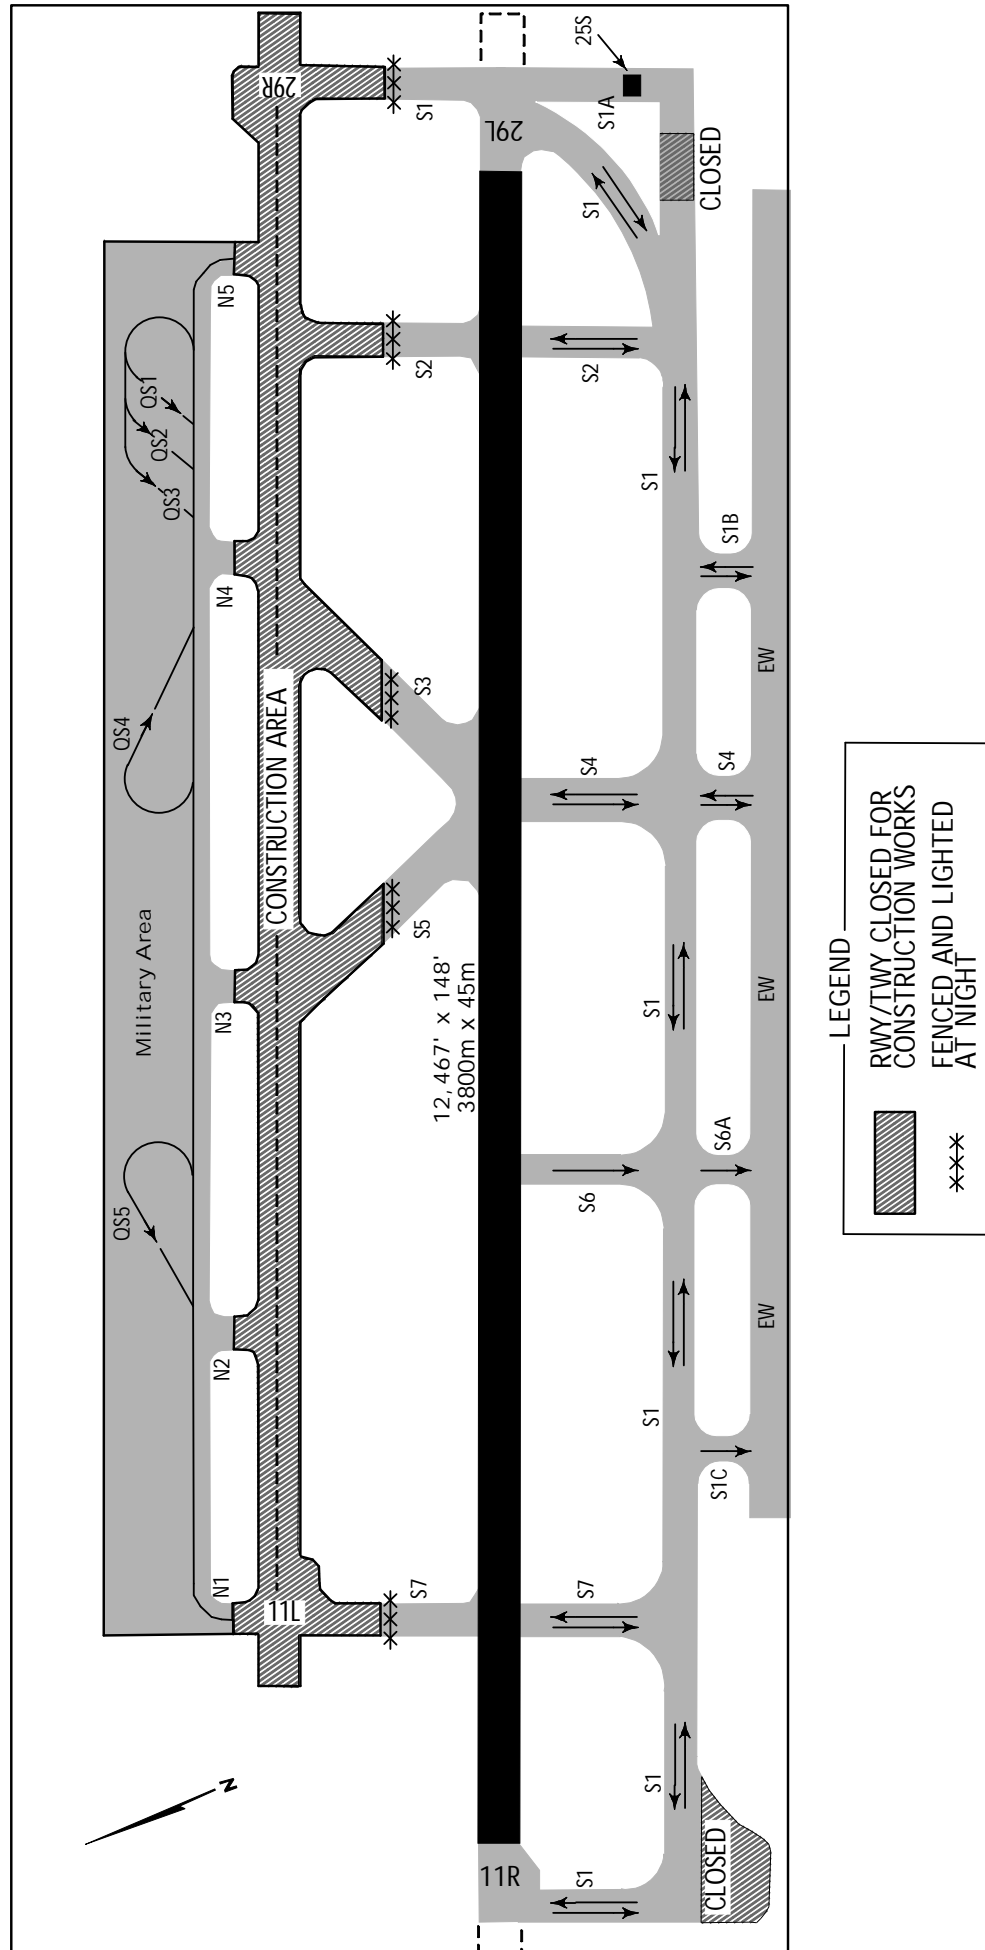 25S
29R
S1
29L
S1A
CLOSED
S1
N5
QS1
QS2
QS3
S2
S2
S1
S1B
N4
S3
EW
QS4
CONSTRUCTION AREA
S4
S4
Military Area
S5
12,467' x 148'
3800m x 45m
N3
S1
EW
QS5
S6
S6A
N2
S1
EW
S1C
N1
11L
S7
S7
N
S1
11R
S1
CLOSED
LEGEND
RWY/TWY CLOSED FOR
CONSTRUCTION WORKS
FENCED AND LIGHTED
AT NIGHT